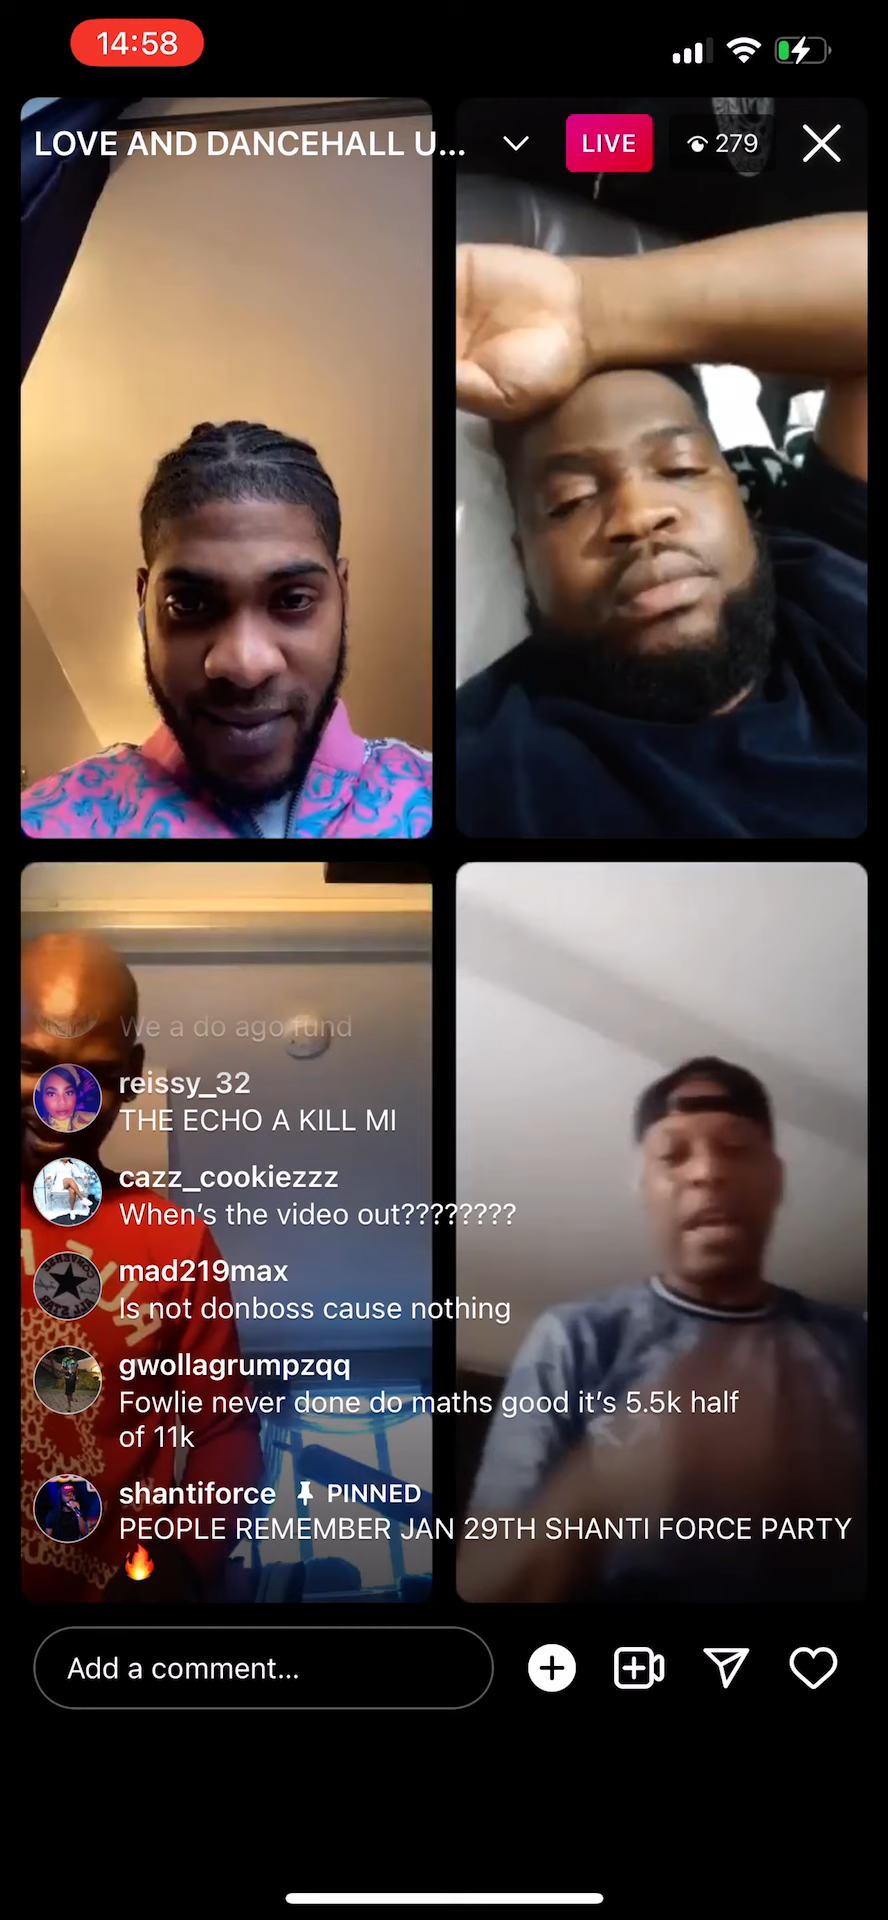 14:58
LOVE AND DANCEHALL U...
LIVE
279
We a do ago fund
reissy_32
THE ECHO A KILL MI
cazz_cookiezzz
When's the video out????????
mad219max
Is not donboss cause nothing
gwollagrumpzqq
Fowlie never done do maths good it's 5.5k half
of 11k
shantiforce PINNED
PEOPLE REMEMBER JAN 29TH SHANTI FORCE PARTY
🔥
Add a comment...